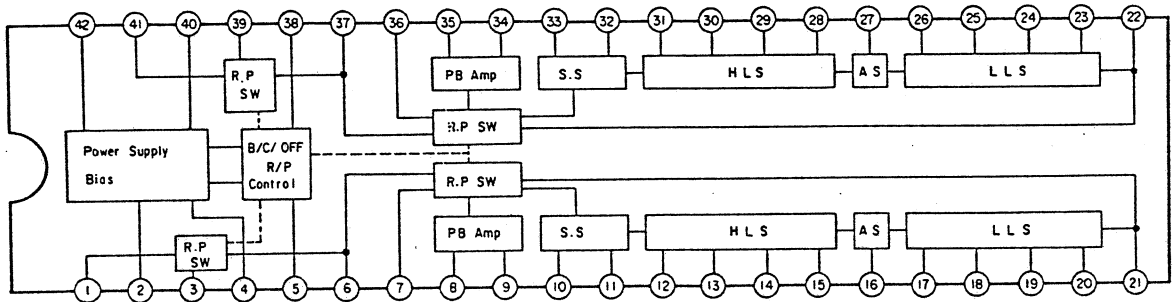 42 41 40 39 38 37 36 35 34 33 32 31 30 29 28 27 26 25 24 23 22
R.P
SW
PB Amp
S.S
HLS
AS
LLS
R.P SW
Power Supply
Bias
B/C/OFF
R/P
Control
R.P SW
R.P
SW
PB Amp
S.S
HLS
AS
LLS
1 2 3 4 5 6 7 8 9 10 11 12 13 14 15 16 17 18 19 20 21